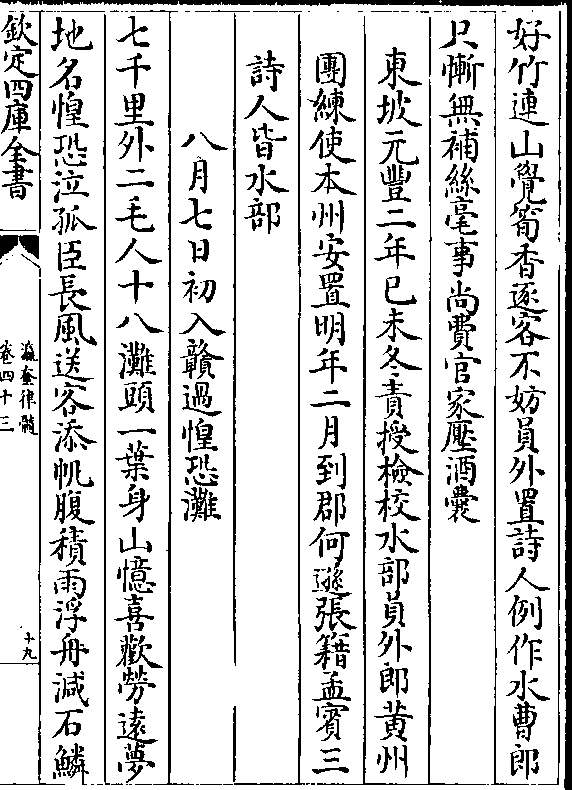 好竹連山覺筍香逐客不妨員外置詩人例作水曹郎
只慚無補絲毫事尚費官家壓酒囊
東坡元豐二年已未冬責授檢校水部員外郎黄州
團練使本州安置明年二月到郡何遜張籍孟賓三
詩人皆水部
八月七日初入贛過惶恐灘
七千里外二毛人十八灘頭一葉身山憶喜歡勞遠夢
地名惶恐泣孤臣長風送客添帆腹積雨浮舟減石鱗
欽定四庫全書
瀛奎律髓
卷四十三
十九